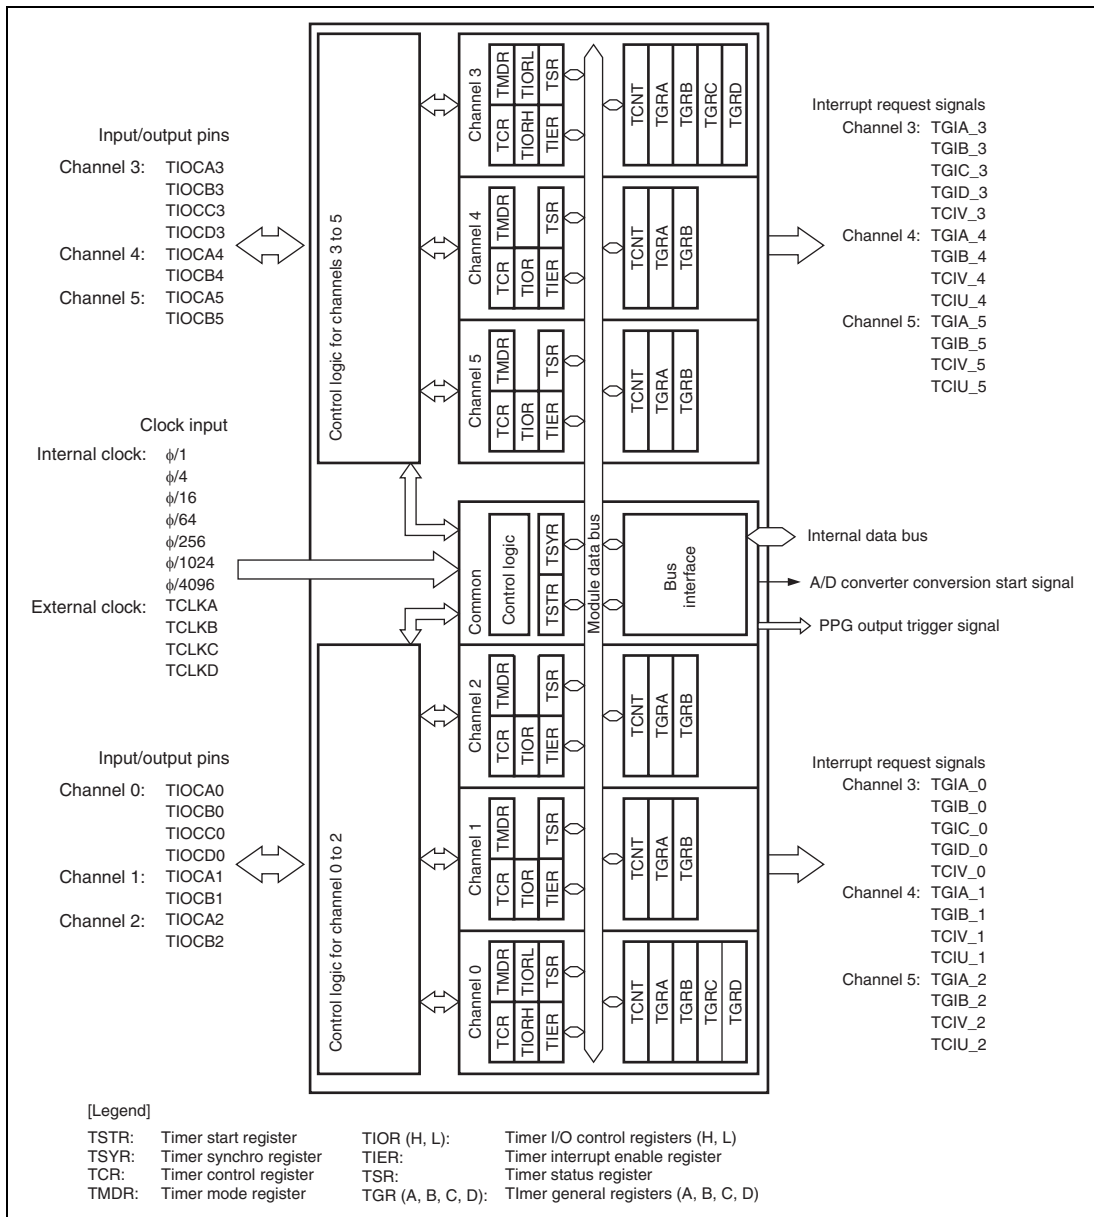 Input/output pins
Channel 3: TIOCA3
TIOCB3
TIOCC3
TIOCD3
Channel 4: TIOCA4
TIOCB4
Channel 5: TIOCA5
TIOCB5
Clock input
Internal clock: ϕ/1
ϕ/4
ϕ/16
ϕ/64
ϕ/256
ϕ/1024
ϕ/4096
External clock: TCLKA
TCLKB
TCLKC
TCLKD
Input/output pins
Channel 0: TIOCA0
TIOCB0
TIOCC0
TIOCD0
Channel 1: TIOCA1
TIOCB1
Channel 2: TIOCA2
TIOCB2
Control logic for channels 3 to 5
Control logic for channel 0 to 2
Channel 3
TCR TMDR
TIORH TIORL
TIER TSR
TCNT
TGRA
TGRB
TGRC
TGRD
Channel 4
TCR TMDR
TIOR
TIER TSR
TCNT
TGRA
TGRB
Channel 5
TCR TMDR
TIOR
TIER TSR
TCNT
TGRA
TGRB
Common
Control logic
TSTR TSYR
Module data bus
Bus
interface
Channel 2
TCR TMDR
TIOR
TIER TSR
TCNT
TGRA
TGRB
Channel 1
TCR TMDR
TIOR
TIER TSR
TCNT
TGRA
TGRB
Channel 0
TCR TMDR
TIORH TIORL
TIER TSR
TCNT
TGRA
TGRB
TGRC
TGRD
Interrupt request signals
Channel 3: TGIA_3
TGIB_3
TGIC_3
TGID_3
TCIV_3
Channel 4: TGIA_4
TGIB_4
TCIV_4
TCIU_4
Channel 5: TGIA_5
TGIB_5
TCIV_5
TCIU_5
Internal data bus
A/D converter conversion start signal
PPG output trigger signal
Interrupt request signals
Channel 3: TGIA_0
TGIB_0
TGIC_0
TGID_0
TCIV_0
Channel 4: TGIA_1
TGIB_1
TCIV_1
TCIU_1
Channel 5: TGIA_2
TGIB_2
TCIV_2
TCIU_2
[Legend]
TSTR: Timer start register
TSYR: Timer synchro register
TCR: Timer control register
TMDR: Timer mode register
TIOR (H, L): Timer I/O control registers (H, L)
TIER: Timer interrupt enable register
TSR: Timer status register
TGR (A, B, C, D): TImer general registers (A, B, C, D)